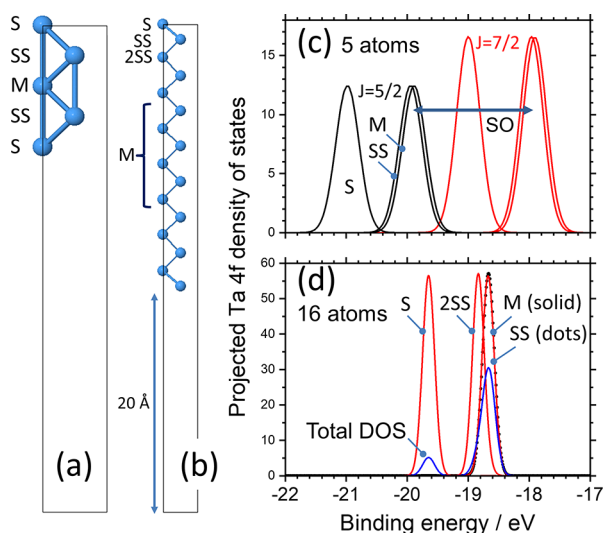 S
SS
M
SS
S
(a)
S
SS
2SS
M
20 Å
(b)
Projected Ta 4f density of states
(c)
5 atoms
J=7/2
J=5/2
M
SS
S
SO
15
10
5
0
(d)
16 atoms
S
2SS
M (solid)
SS (dots)
Total DOS
60
50
40
30
20
10
0
-22
-21
-20
-19
-18
-17
Binding energy / eV